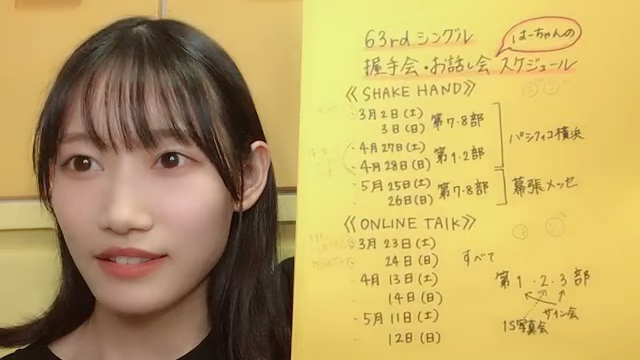 63rd シングル
はーちゃんの
握手会・お話し会 スケジュール
《 SHAKE HAND 》
・3月2日(土)
3日(日) 第7・8部
・4月27日(土)
・4月28日(日) 第1・2部
パシフィコ横浜
・5月25日(土)
・26日(日) 第7・8部
幕張メッセ
《 ONLINE TALK 》
・3月23日(土)
・24日(日) すべて
4月13日(土)
・14日(日)
第1・2・3部
・5月11日(土)
・12日(日)
サイン会
1S写真会